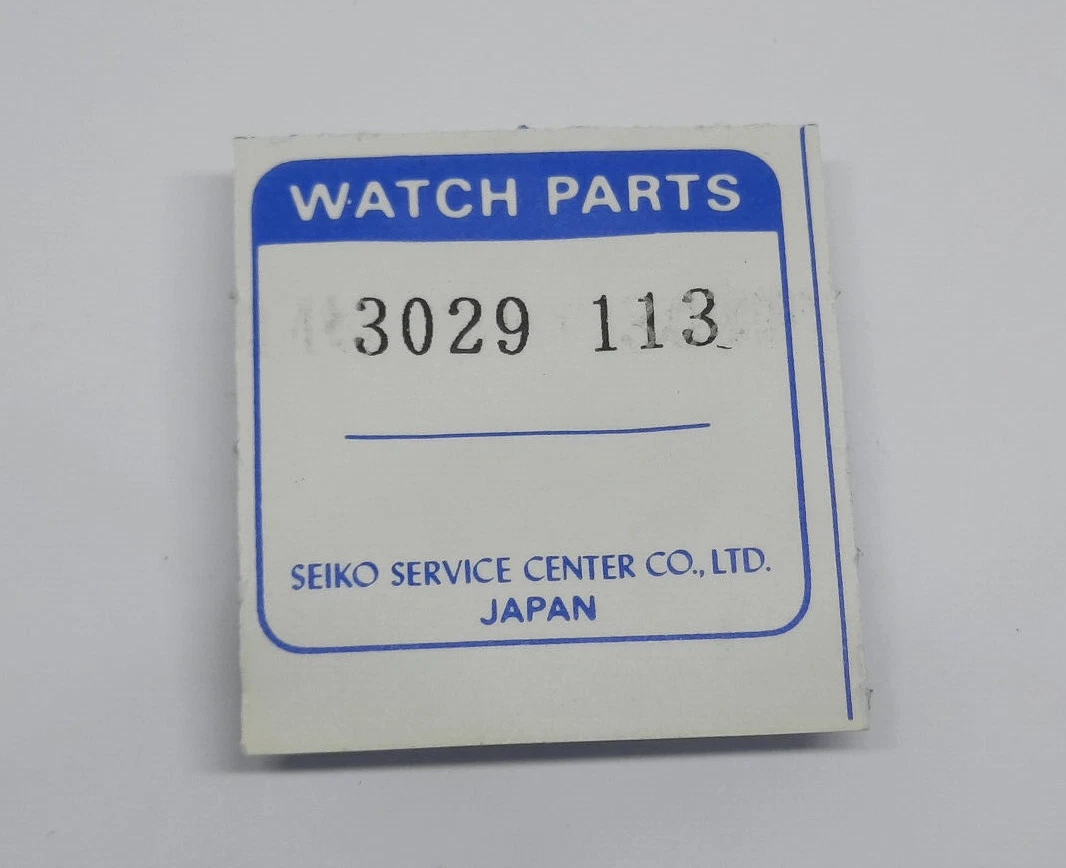 WATCH PARTS
3029 113
SEIKO SERVICE CENTER CO., LTD.
JAPAN